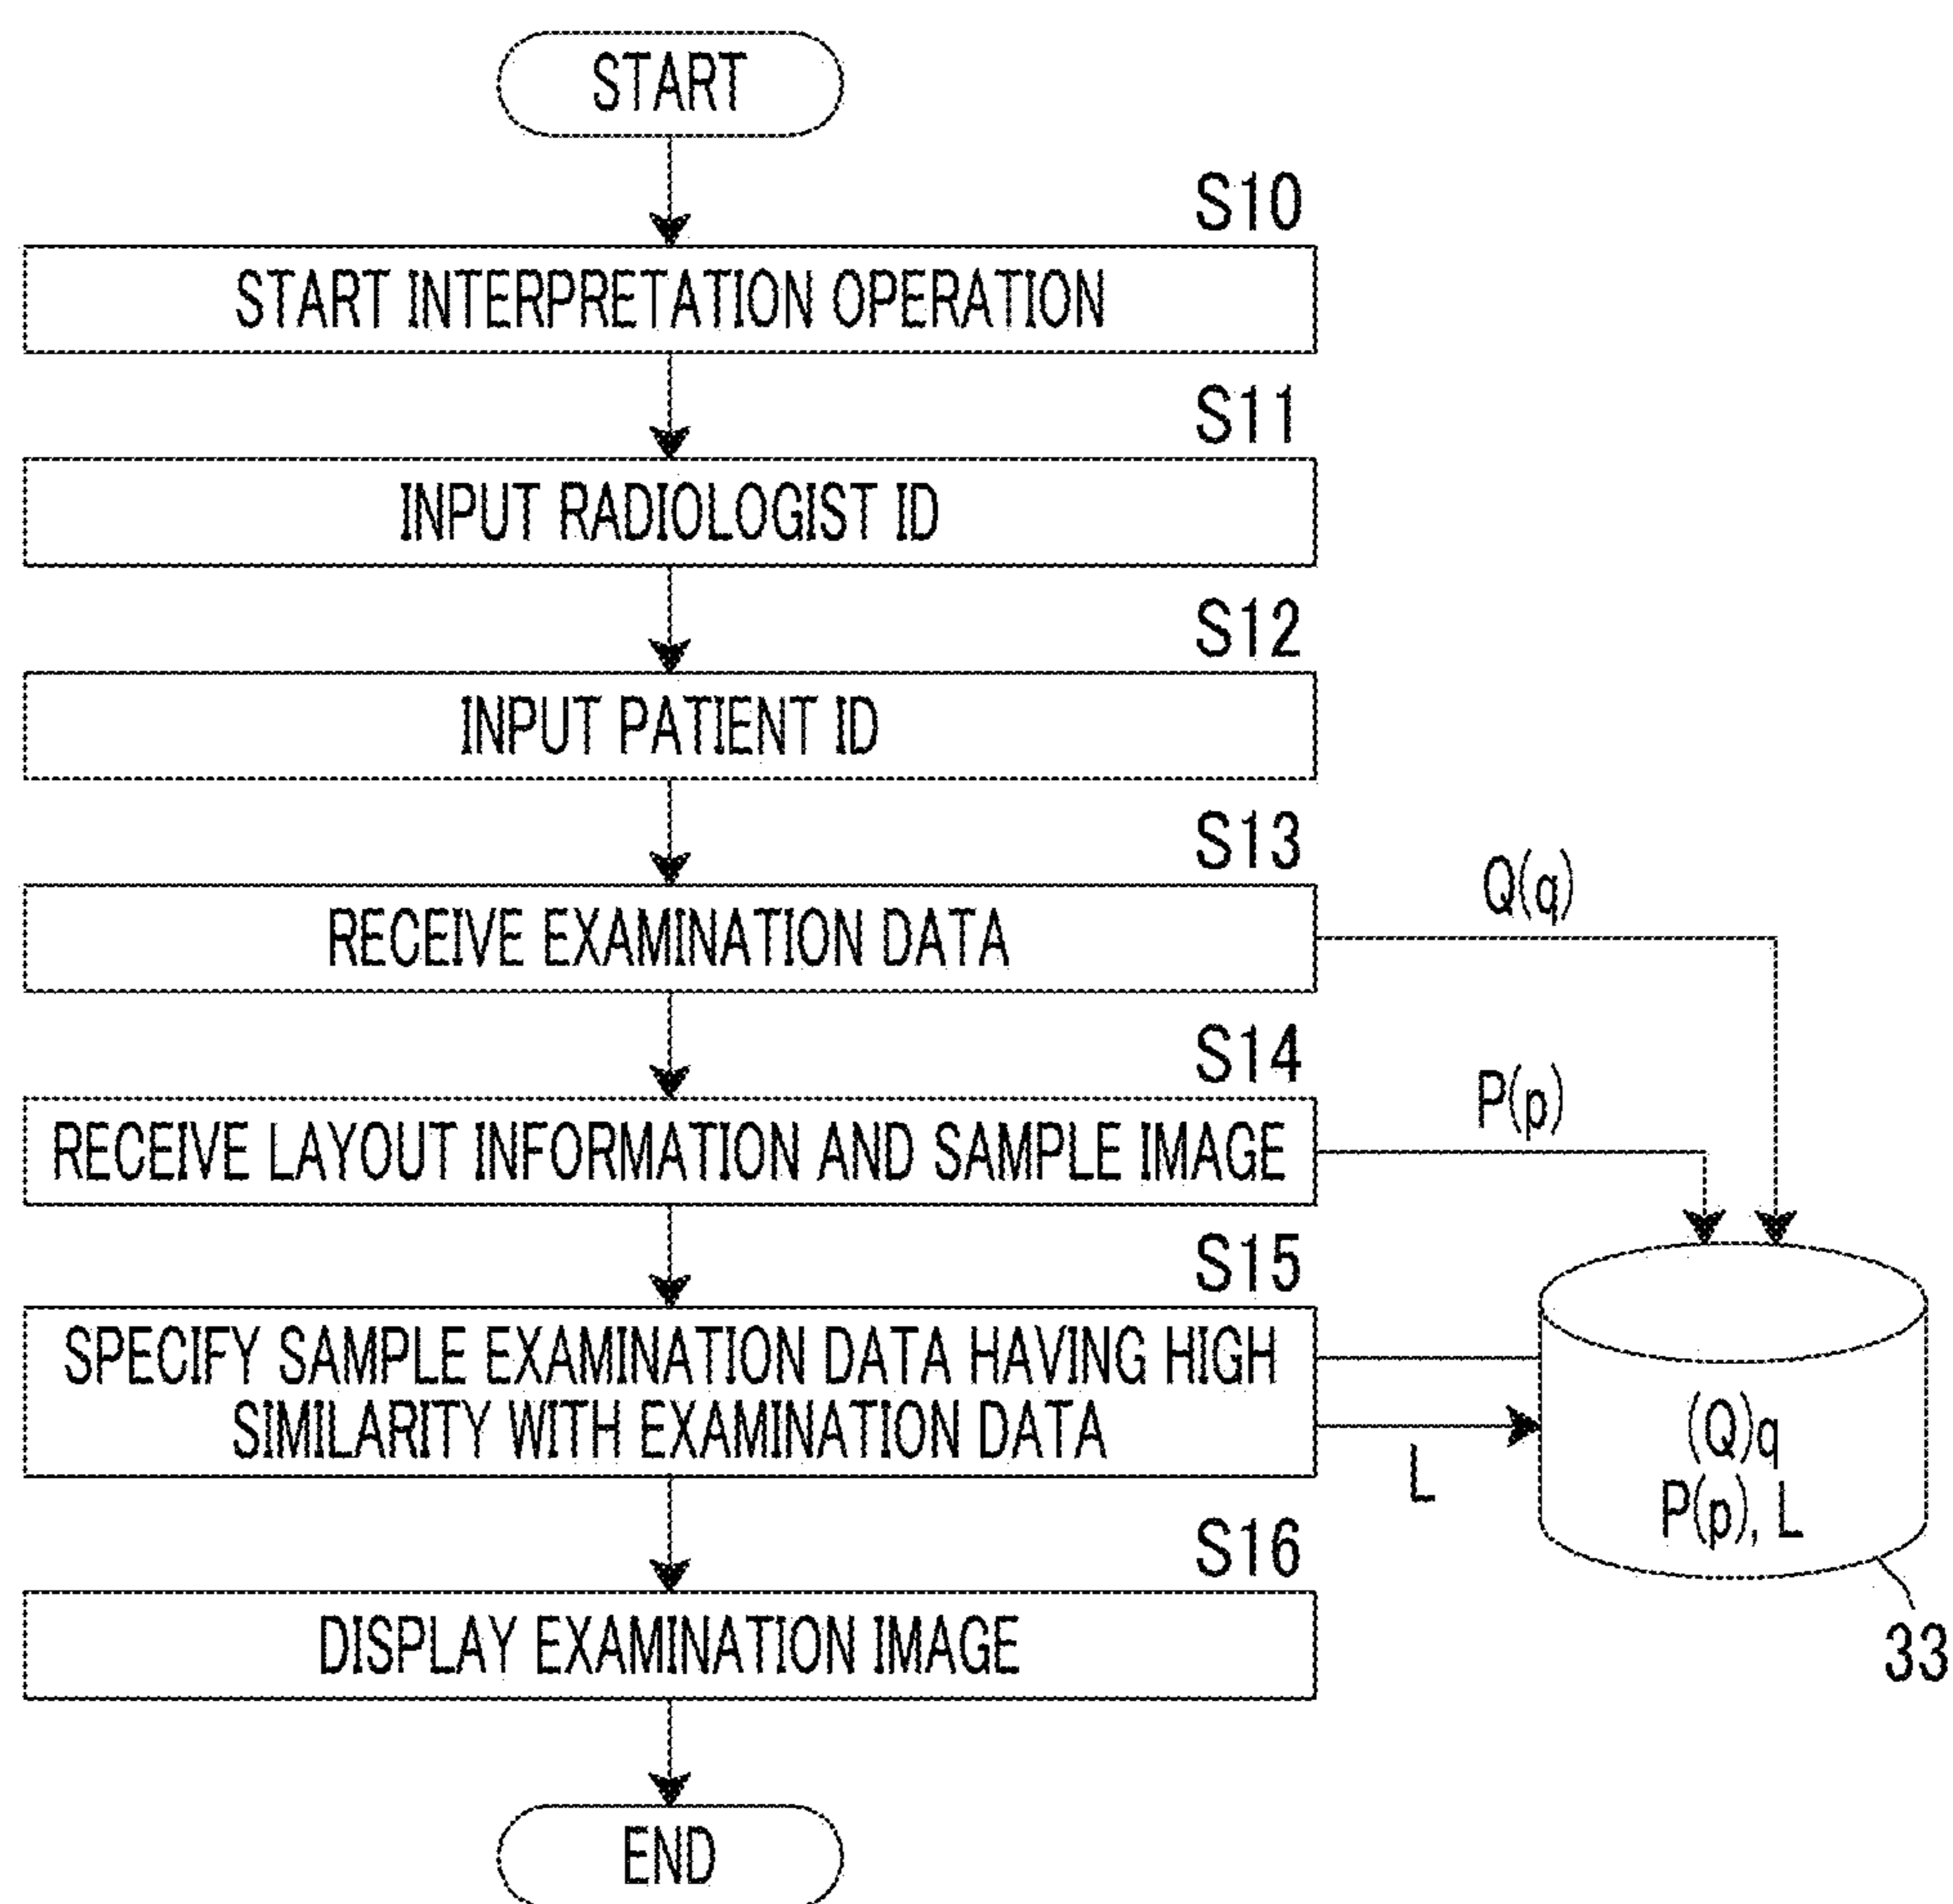 START
S10
START INTERPRETATION OPERATION
S11
INPUT RADIOLOGIST ID
S12
INPUT PATIENT ID
S13
RECEIVE EXAMINATION DATA
Q(q)
S14
RECEIVE LAYOUT INFORMATION AND SAMPLE IMAGE
P(p)
S15
SPECIFY SAMPLE EXAMINATION DATA HAVING HIGH
SIMILARITY WITH EXAMINATION DATA
L
(Q)q
P(p), L
33
S16
DISPLAY EXAMINATION IMAGE
END